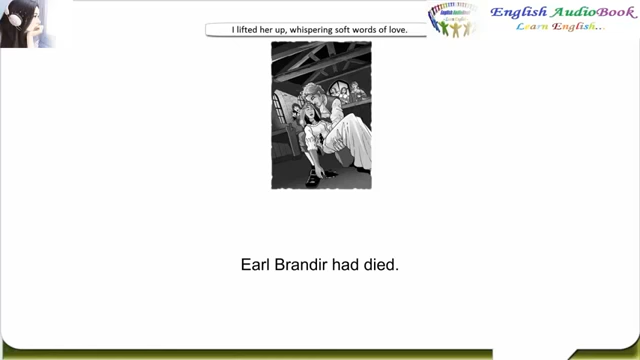 I lifted her up, whispering soft words of love.
English AudioBook
Learn English...
Earl Brandir had died.